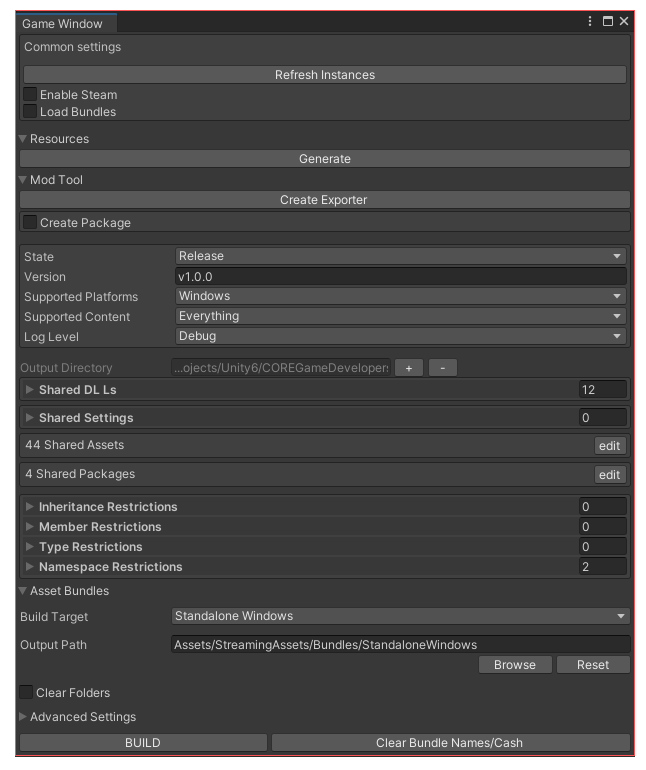 Game Window
Common settings
Refresh Instances
Enable Steam
Load Bundles
Resources
Generate
Mod Tool
Create Exporter
Create Package
State Release
Version v1.0.0
Supported Platforms Windows
Supported Content Everything
Log Level Debug
Output Directory ...ojects/Unity6/COREGameDevelopers + -
Shared DL Ls 12
Shared Settings 0
44 Shared Assets edit
4 Shared Packages edit
Inheritance Restrictions 0
Member Restrictions 0
Type Restrictions 0
Namespace Restrictions 2
Asset Bundles
Build Target Standalone Windows
Output Path Assets/StreamingAssets/Bundles/StandaloneWindows
Browse Reset
Clear Folders
Advanced Settings
BUILD Clear Bundle Names/Cash